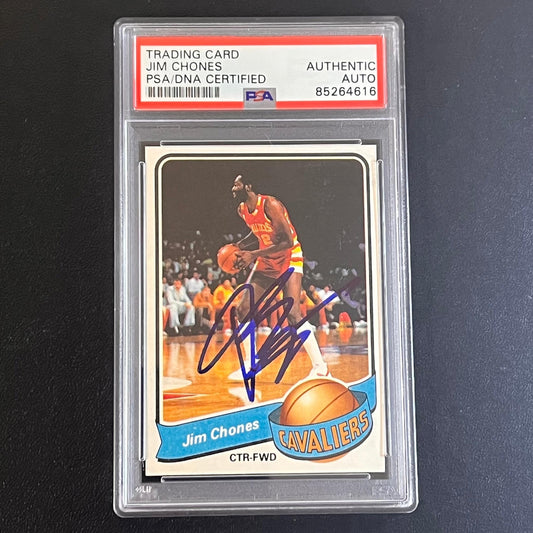 TRADING CARD
JIM CHONES
PSA/DNA CERTIFIED
AUTHENTIC
AUTO
85264616
PSA
Jim Chones
CAVALIERS
CTR-FWD